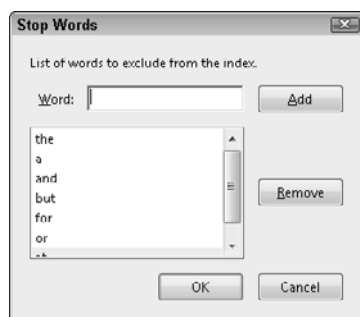 Stop Words
List of words to exclude from the index.
Word:
Add
the
a
and
but
for
or
Remove
OK
Cancel